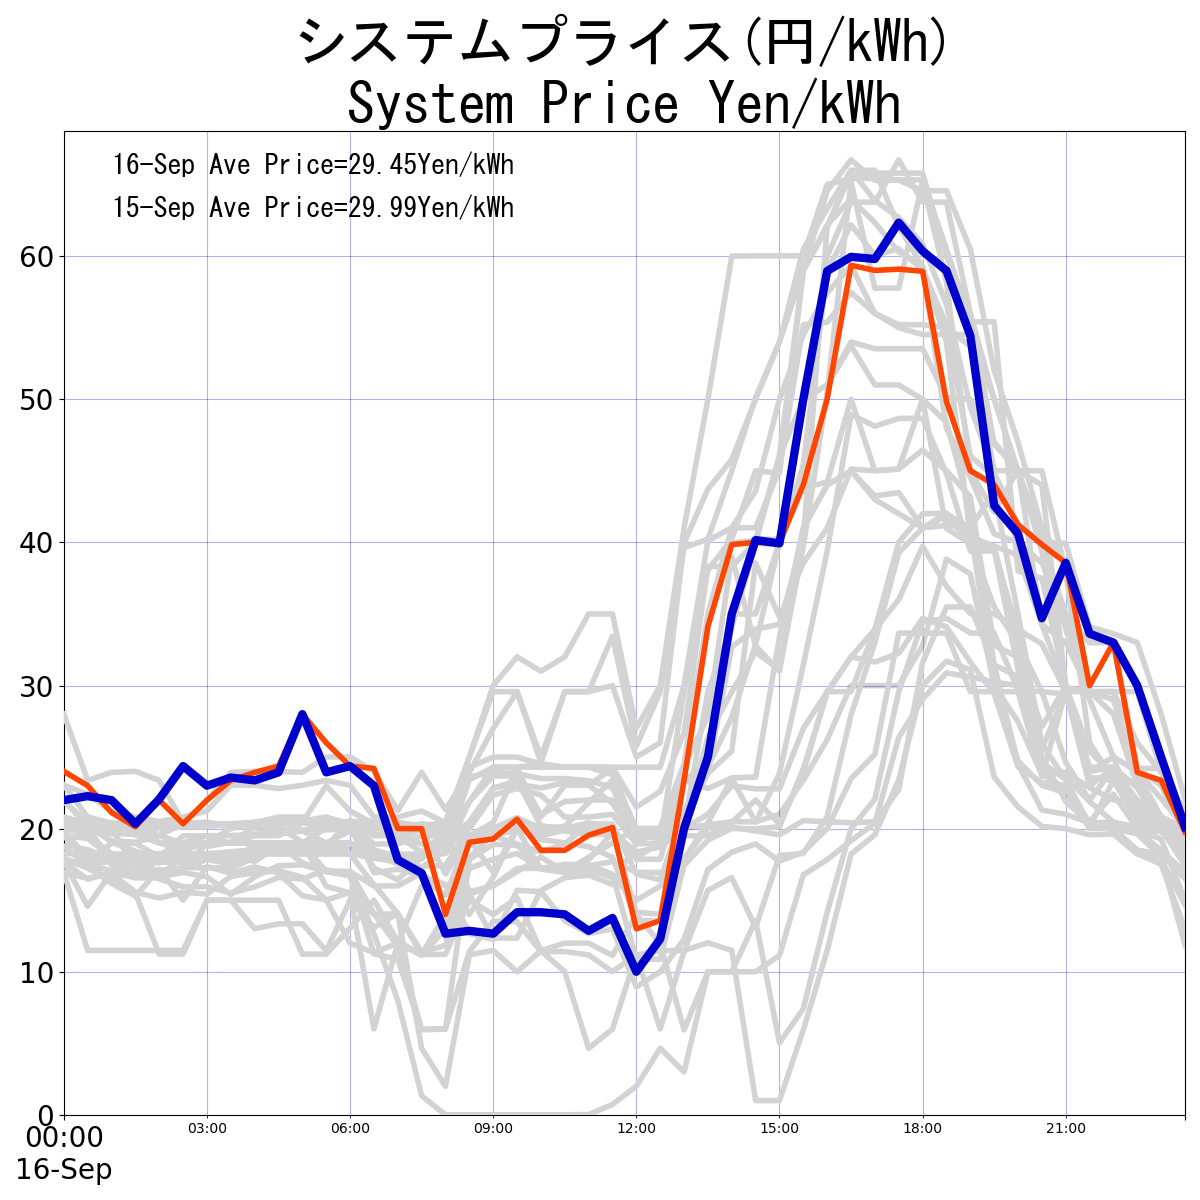 システムプライス(円/kWh)
System Price Yen/kWh
16-Sep Ave Price=29.45Yen/kWh
15-Sep Ave Price=29.99Yen/kWh
60
50
40
30
20
10
0
00:00 03:00 06:00 09:00 12:00 15:00 18:00 21:00
16-Sep